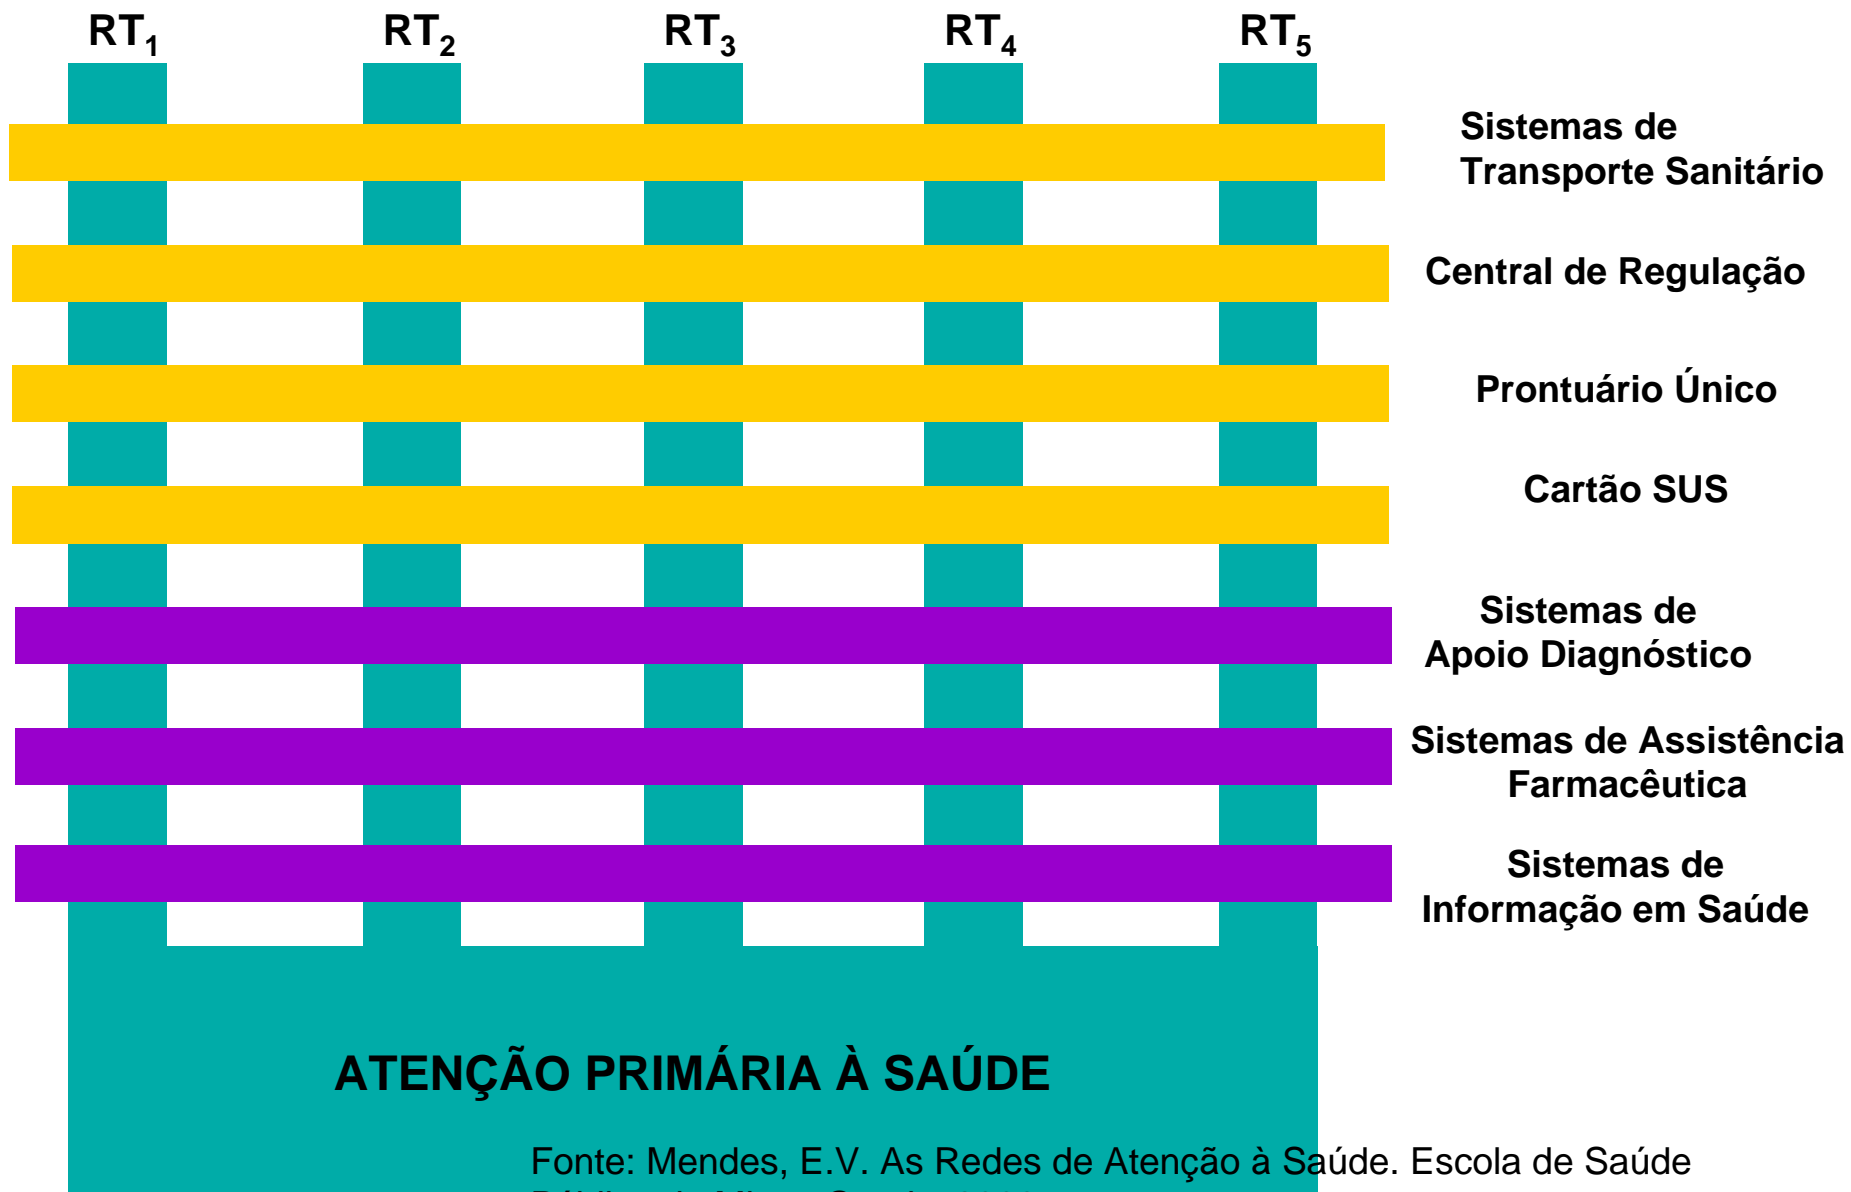 RT1 RT2 RT3 RT4 RT5
Sistemas de
Transporte Sanitário
Central de Regulação
Prontuário Único
Cartão SUS
Sistemas de
Apoio Diagnóstico
Sistemas de Assistência
Farmacêutica
Sistemas de
Informação em Saúde
ATENÇÃO PRIMÁRIA À SAÚDE
Fonte: Mendes, E.V. As Redes de Atenção à Saúde. Escola de Saúde